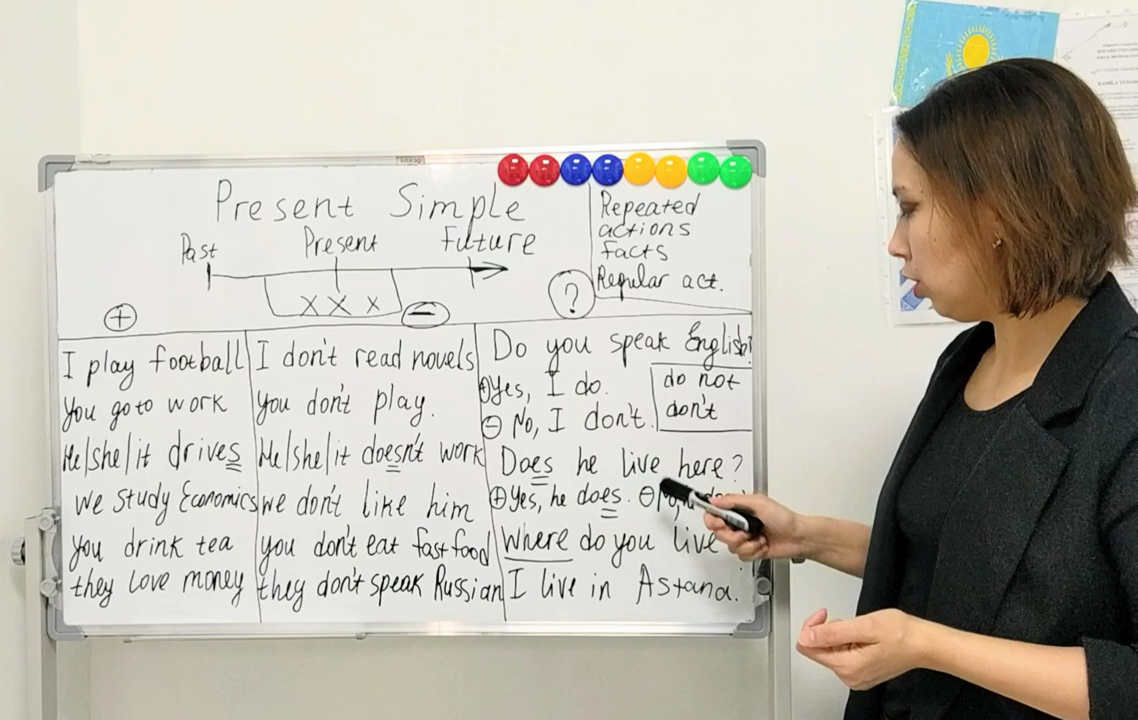 Present Simple
Past Present Future
Repeated
actions
Facts
Regular act.
+
I play football
You go to work
He/she/it drives
We study Economics
you drink tea
they love money
−
I don't read novels
you don't play.
He/she/it doesn't work
we don't like him
you don't eat fast food
they don't speak Russian
?
Do you speak English?
+ Yes, I do.
− No, I don't.
do not
don't
Does he live here?
+ Yes, he does. −
Where do you live
I live in Astana.